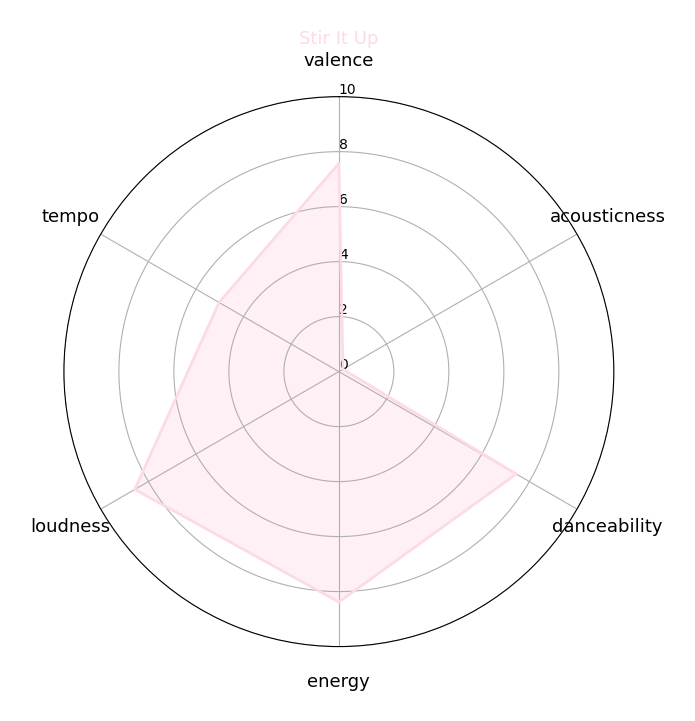 Stir It Up
valence
10
8
6
4
2
0
tempo
acousticness
loudness
danceability
energy